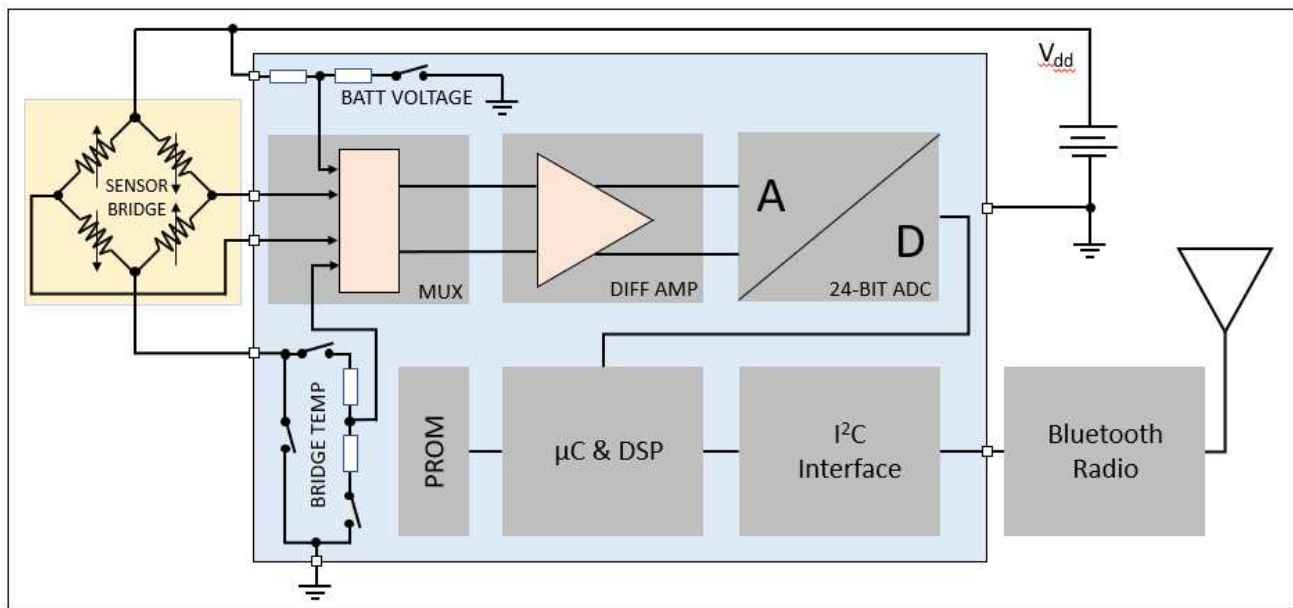 V_dd
BATT VOLTAGE
SENSOR
BRIDGE
MUX
DIFF AMP
A
D
24-BIT ADC
BRIDGE TEMP
PROM
µC & DSP
I²C
Interface
Bluetooth
Radio